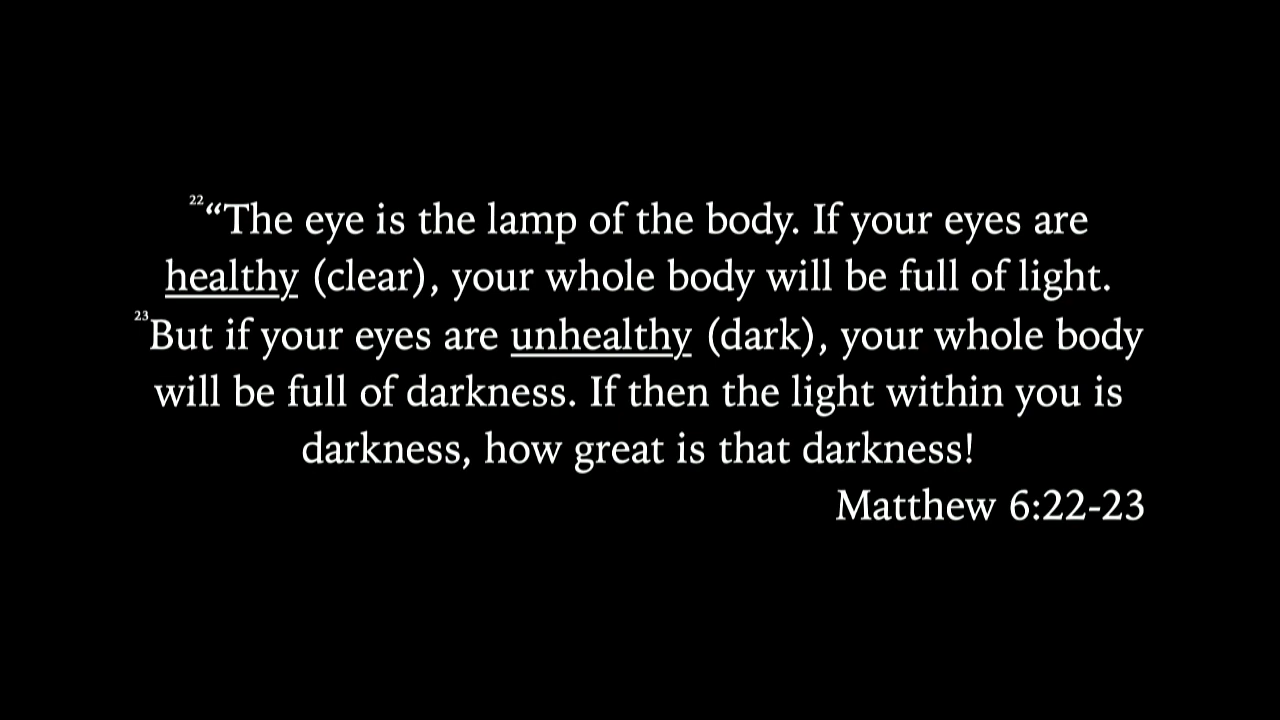 22“The eye is the lamp of the body. If your eyes are
healthy (clear), your whole body will be full of light.
23But if your eyes are unhealthy (dark), your whole body
will be full of darkness. If then the light within you is
darkness, how great is that darkness!
Matthew 6:22-23